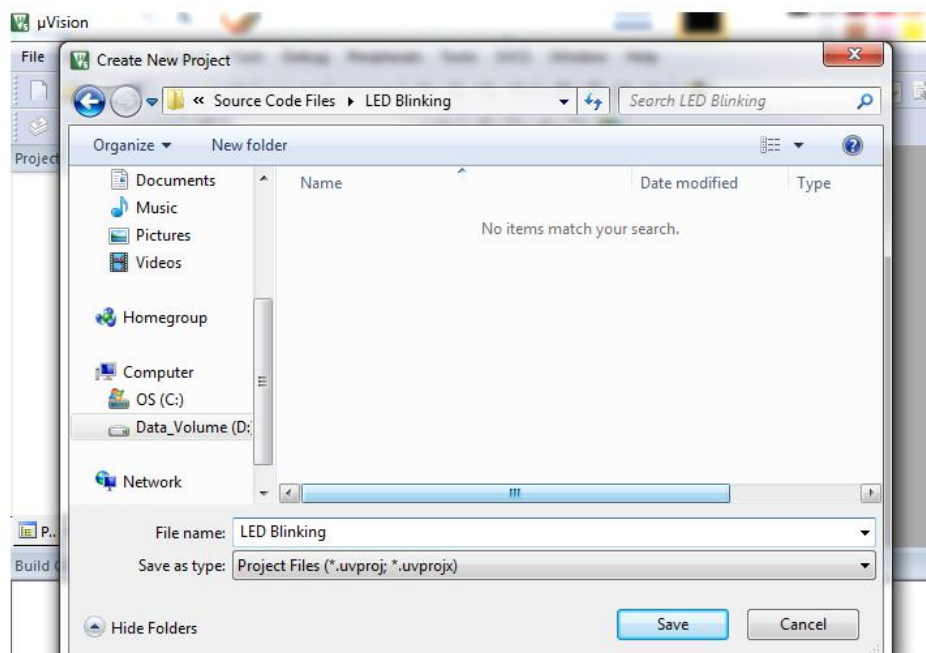 µVision
File
Create New Project
« Source Code Files ▸ LED Blinking
Search LED Blinking
Organize
New folder
Project
Documents
Name
Date modified
Type
Music
Pictures
No items match your search.
Videos
Homegroup
Computer
OS (C:)
Data_Volume (D:
Network
P..
File name: LED Blinking
Build
Save as type: Project Files (*.uvproj; *.uvprojx)
Hide Folders
Save
Cancel